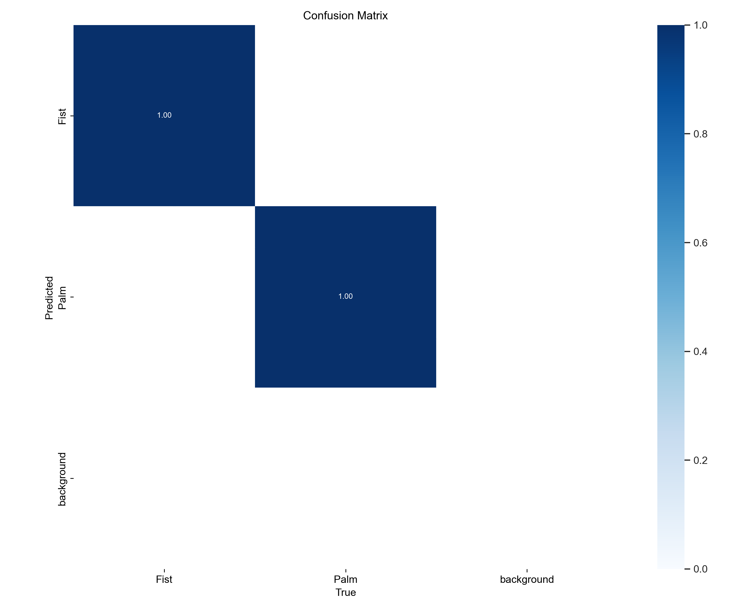 Confusion Matrix
1.0
Fist
1.00
0.8
0.6
Predicted
Palm
1.00
0.4
background
0.2
0.0
Fist
Palm
background
True